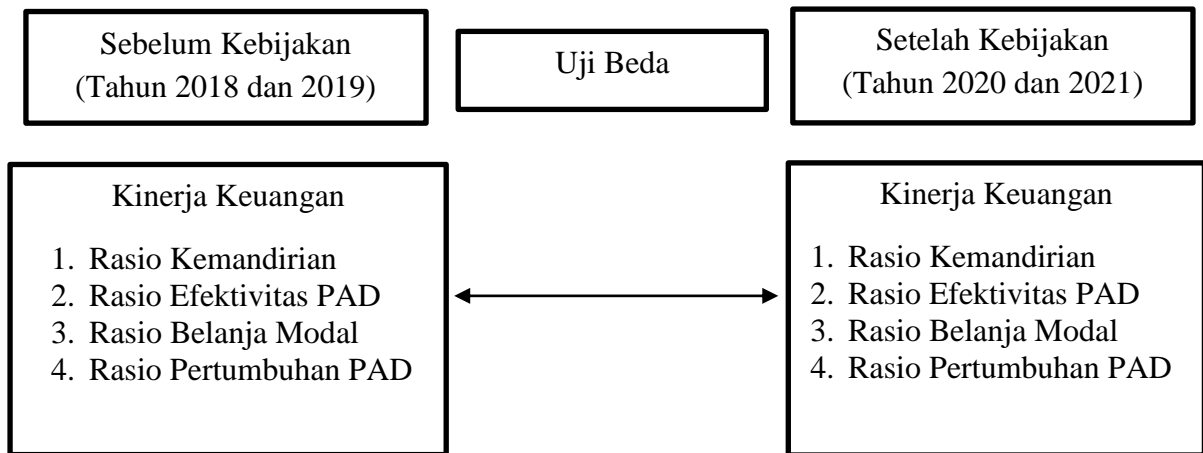 Sebelum Kebijakan
(Tahun 2018 dan 2019)
Uji Beda
Setelah Kebijakan
(Tahun 2020 dan 2021)
Kinerja Keuangan
1. Rasio Kemandirian
2. Rasio Efektivitas PAD
3. Rasio Belanja Modal
4. Rasio Pertumbuhan PAD
Kinerja Keuangan
1. Rasio Kemandirian
2. Rasio Efektivitas PAD
3. Rasio Belanja Modal
4. Rasio Pertumbuhan PAD